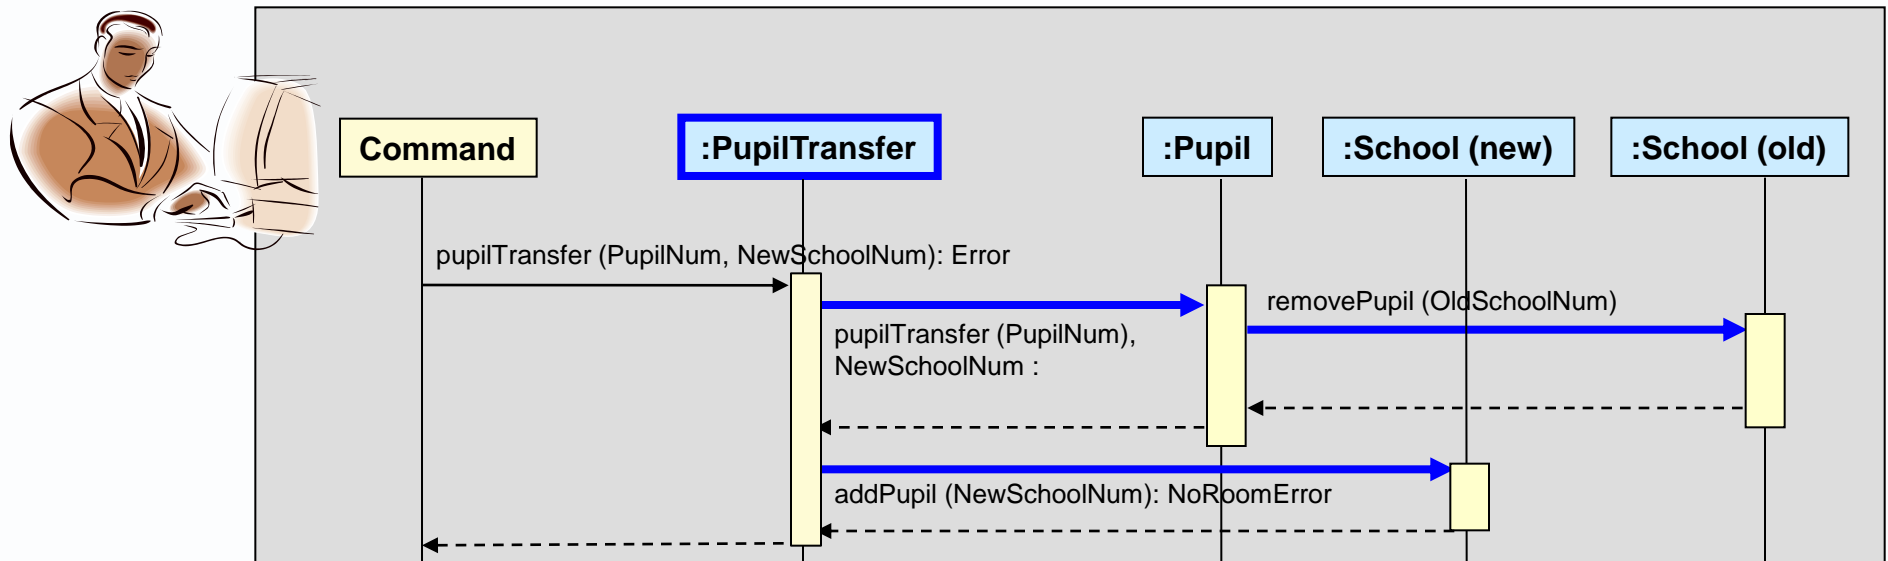 Command
:PupilTransfer
:Pupil
:School (new)
:School (old)
pupilTransfer (PupilNum, NewSchoolNum): Error
removePupil (OldSchoolNum)
pupilTransfer (PupilNum),
NewSchoolNum :
addPupil (NewSchoolNum): NoRoomError